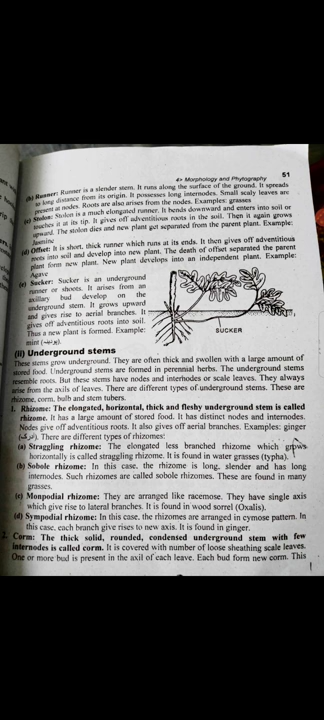 4> Morphology and Phytography 51
(b) Runner: Runner is a slender stem. It runs along the surface of the ground. It spreads
to long distance from its origin. It possesses long internodes. Small scaly leaves are
present at nodes. Roots are also arises from the nodes. Examples: grasses
(c) Stolon: Stolon is a much elongated runner. It bends downward and enters into soil or
touches it at its tip. It gives off adventitious roots in the soil. Then it again grows
upward. The stolon dies and new plant get separated from the parent plant. Example:
Jasmine
(d) Offset: It is short, thick runner which runs at its ends. It then gives off adventitious
roots into soil and develop into new plant. The death of offset separated the parent
plant form new plant. New plant develops into an independent plant. Example:
Agave
(e) Sucker: Sucker is an underground
runner or shoots. It arises from an
axillary bud develop on the
underground stem. It grows upward
and gives rise to aerial branches. It
gives off adventitious roots into soil.
Thus a new plant is formed. Example:
mint
SUCKER
(ii) Underground stems
These stems grow underground. They are often thick and swollen with a large amount of
stored food. Underground stems are formed in perennial herbs. The underground stems
resemble roots. But these stems have nodes and internodes or scale leaves. They always
arise from the axils of leaves. There are different types of underground stems. These are
rhizome, corm, bulb and stem tubers.
1. Rhizome: The elongated, horizontal, thick and fleshy underground stem is called
rhizome. It has a large amount of stored food. It has distinct nodes and internodes.
Nodes give off adventitious roots. It also gives off aerial branches. Examples: ginger
(ادرک). There are different types of rhizomes:
(a) Straggling rhizome: The elongated less branched rhizome which grows
horizontally is called straggling rhizome. It is found in water grasses (typha).
(b) Sobole rhizome: In this case, the rhizome is long, slender and has long
internodes. Such rhizomes are called sobole rhizomes. These are found in many
grasses.
(c) Monpodial rhizome: They are arranged like racemose. They have single axis
which give rise to lateral branches. It is found in wood sorrel (Oxalis).
(d) Sympodial rhizome: In this case, the rhizomes are arranged in cymose pattern. In
this case, each branch give rises to new axis. It is found in ginger.
2. Corm: The thick solid, rounded, condensed underground stem with few
internodes is called corm. It is covered with number of loose sheathing scale leaves.
One or more bud is present in the axil of each leave. Each bud form new corm. This